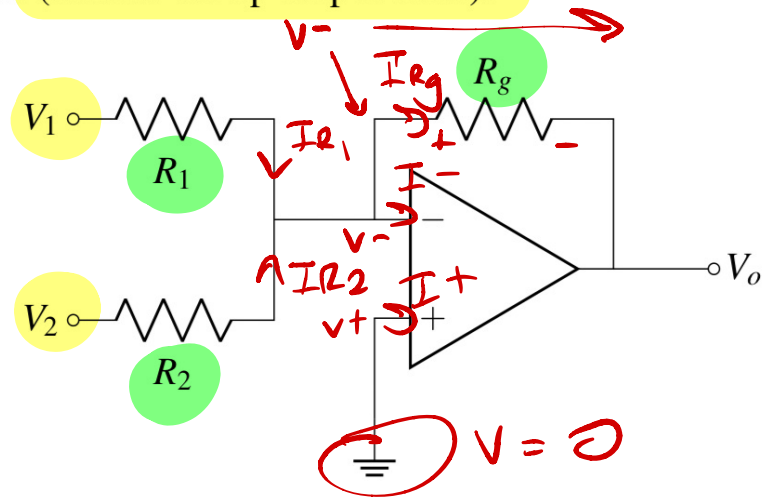 V-
IRg
Rg
V1
IR1
+
-
R1
I-
V-
−
Vo
IR2
I+
V2
V+
+
R2
V = 0